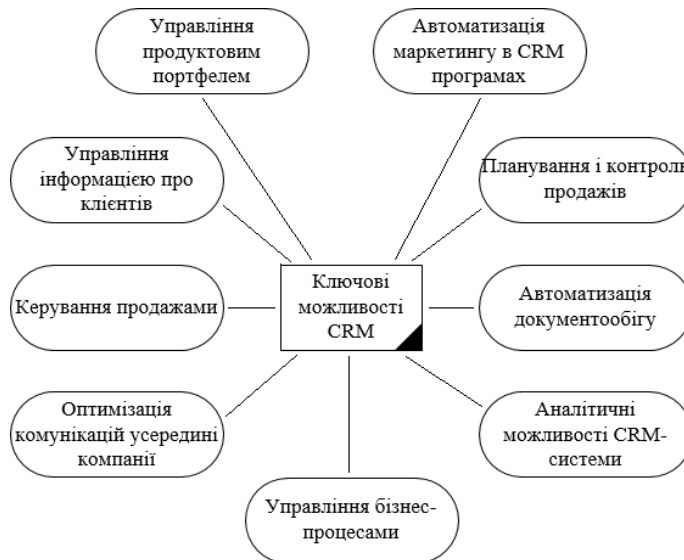 Управління
продуктовим
портфелем
Автоматизація
маркетингу в CRM
програмах
Управління
інформацією про
клієнтів
Планування і контроль
продажів
Керування продажами
Ключові
можливості
CRM
Автоматизація
документообігу
Оптимізація
комунікацій усередині
компанії
Аналітичні
можливості CRM-
системи
Управління бізнес-
процесами